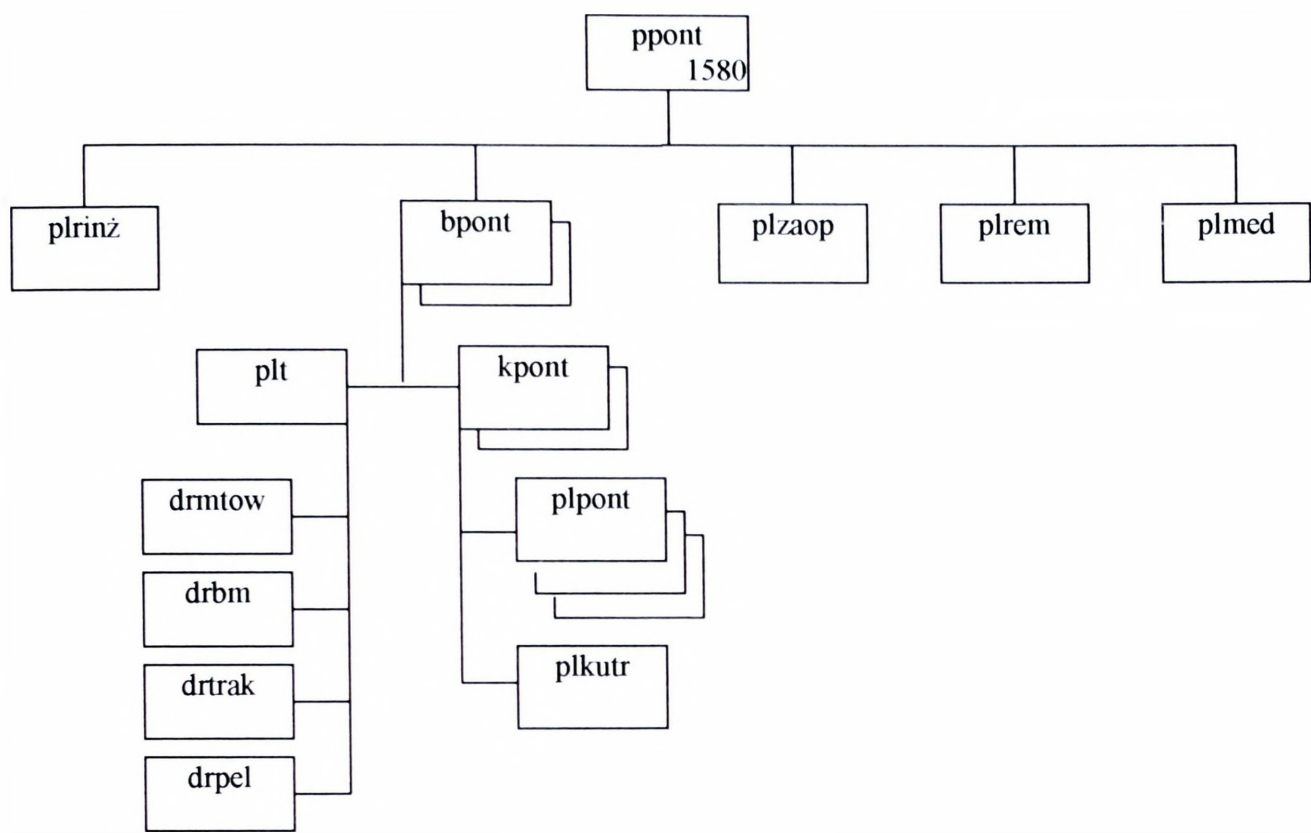 ppont
1580
plrinż
bpont
plzaop
plrem
plmed
plt
kpont
drmtow
plpont
drbm
drtrak
plkutr
drpel